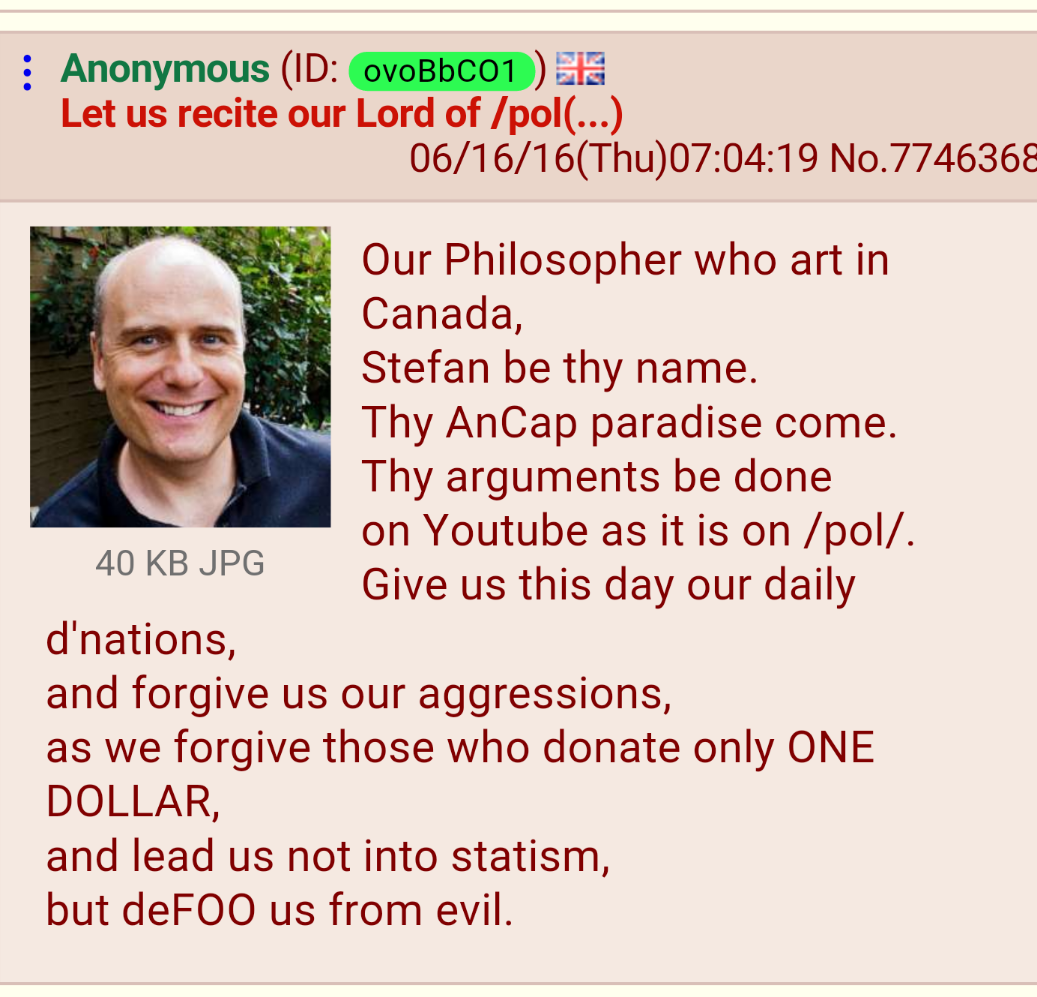 Anonymous (ID: ovoBbCO1)
Let us recite our Lord of /pol(...)
06/16/16(Thu)07:04:19 No.7746368
Our Philosopher who art in
Canada,
Stefan be thy name.
Thy AnCap paradise come.
Thy arguments be done
on Youtube as it is on /pol/.
Give us this day our daily
40 KB JPG
d'nations,
and forgive us our aggressions,
as we forgive those who donate only ONE
DOLLAR,
and lead us not into statism,
but deFOO us from evil.